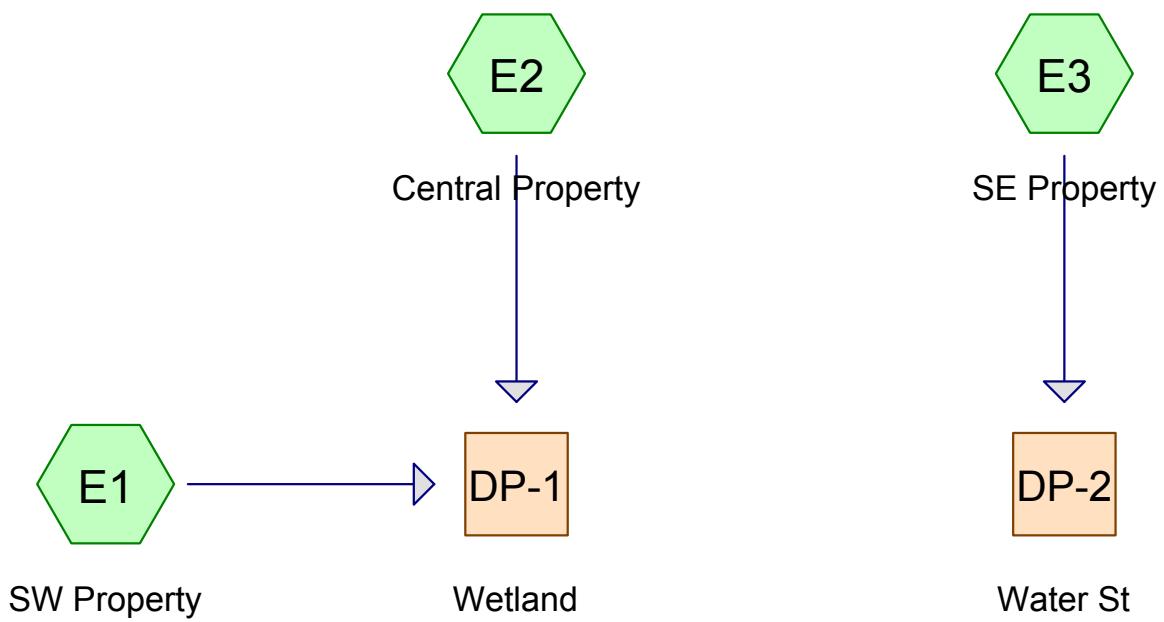 E2
E3
Central Property
SE Property
E1
DP-1
DP-2
SW Property
Wetland
Water St